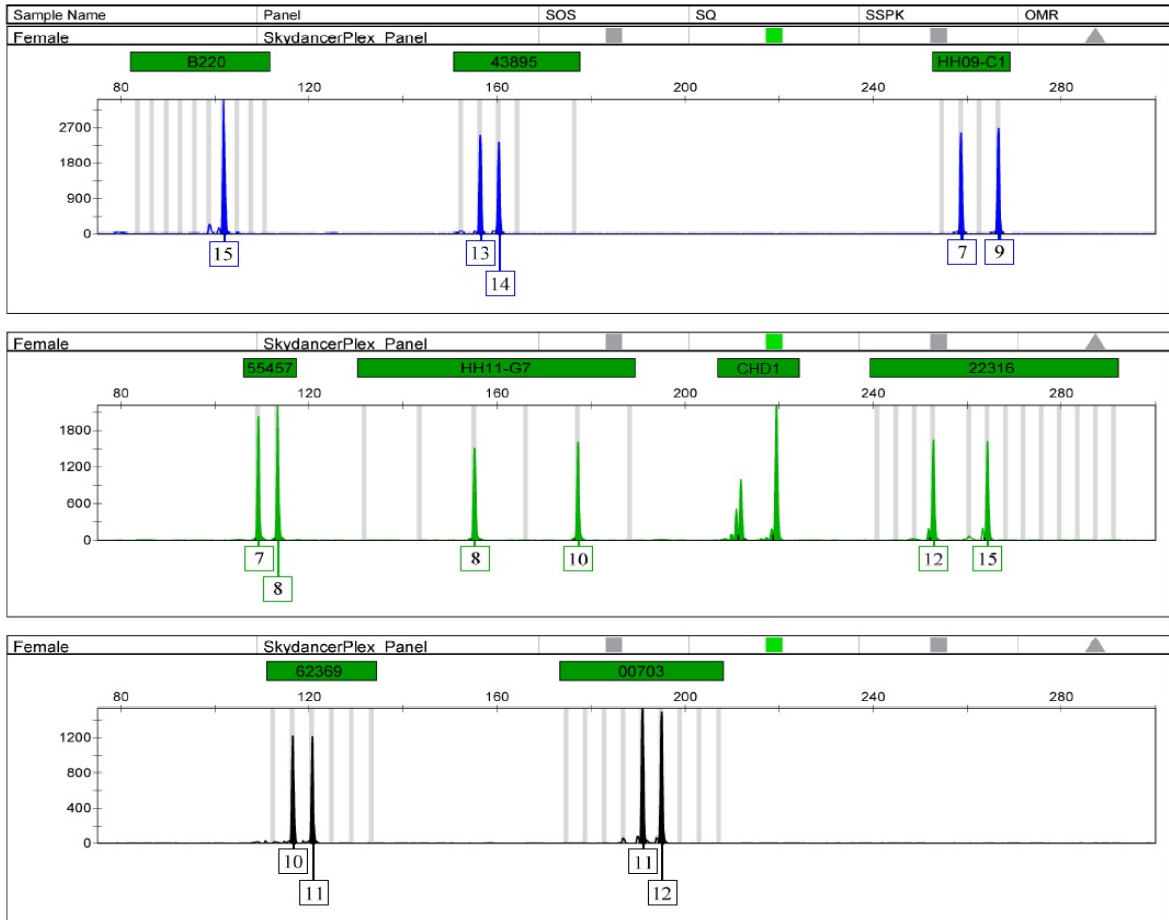 Sample Name Panel SOS SQ SSPK OMR
Female SkydancerPlex_Panel
B220 43895 HH09-C1
80 120 160 200 240 280
2700
1800
900
0
15 13 7 9
14
Female SkydancerPlex_Panel
55457 HH11-G7 CHD1 22316
80 120 160 200 240 280
1800
1200
600
0
7 8 10 12 15
8
Female SkydancerPlex_Panel
62369 00703
80 120 160 200 240 280
1200
800
400
0
10 11
11 12